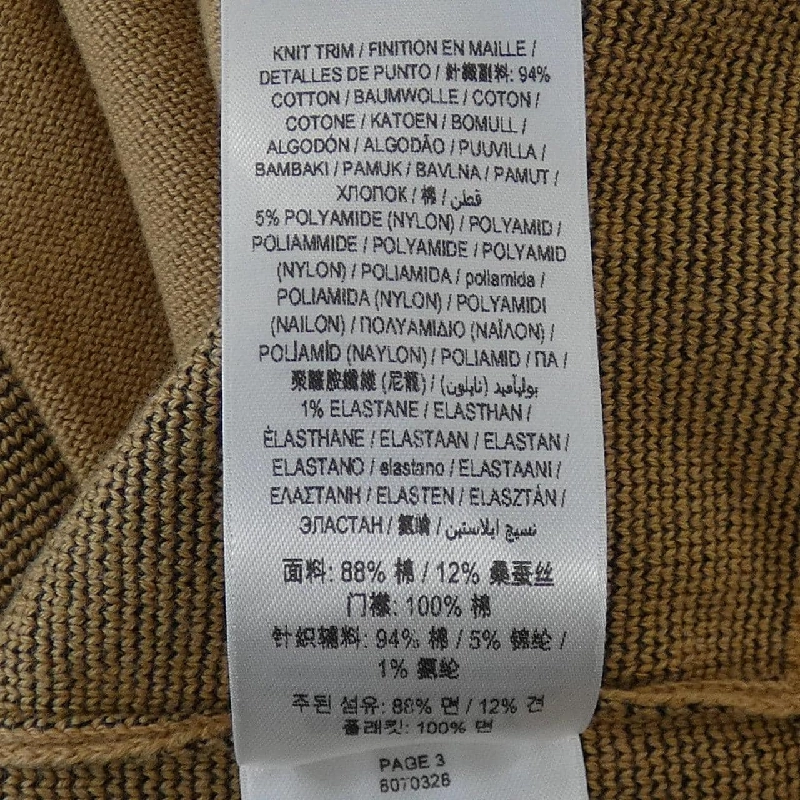 KNIT TRIM / FINITION EN MAILLE /
DETALLES DE PUNTO / 針織副料: 94%
COTTON / BAUMWOLLE / COTON /
COTONE / KATOEN / BOMULL /
ALGODÓN / ALGODÃO / PUUVILLA /
BAMBAKI / PAMUK / BAVLNA / PAMUT /
ХЛОПОК / 棉 / قطن /
5% POLYAMIDE (NYLON) / POLYAMID /
POLIAMMIDE / POLYAMIDE / POLYAMID
(NYLON) / POLIAMIDA / poliamida /
POLIAMIDA (NYLON) / POLYAMIDI
(NAILON) / ΠΟΛΥΑΜΙΔΙΟ (ΝΑΪΛΟΝ) /
POLİAMİD (NAYLON) / POLIAMID / ПА /
聚醯胺纖維 (尼龍) / بوليأميد (نايلون) /
1% ELASTANE / ELASTHAN /
ÉLASTHANE / ELASTAAN / ELASTAN /
ELASTANO / elastano / ELASTAANI /
ΕΛΑΣΤΑΝΗ / ELASTEN / ELASZTÁN /
ЭЛАСТАН / 氨綸 / نسيج إيلاستين
面料: 88% 棉 / 12% 桑蚕丝
门襟: 100% 棉
针织辅料: 94% 棉 / 5% 锦纶 /
1% 氨纶
주된 섬유: 88% 면 / 12% 견
플래킷: 100% 면
PAGE 3
8070328